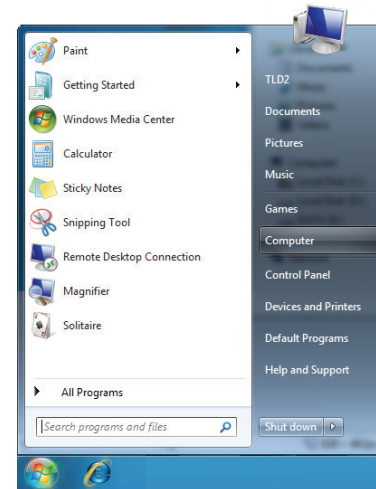 Paint
Getting Started
Windows Media Center
Calculator
Sticky Notes
Snipping Tool
Remote Desktop Connection
Magnifier
Solitaire
All Programs
Search programs and files
TLD2
Documents
Pictures
Music
Games
Computer
Control Panel
Devices and Printers
Default Programs
Help and Support
Shut down